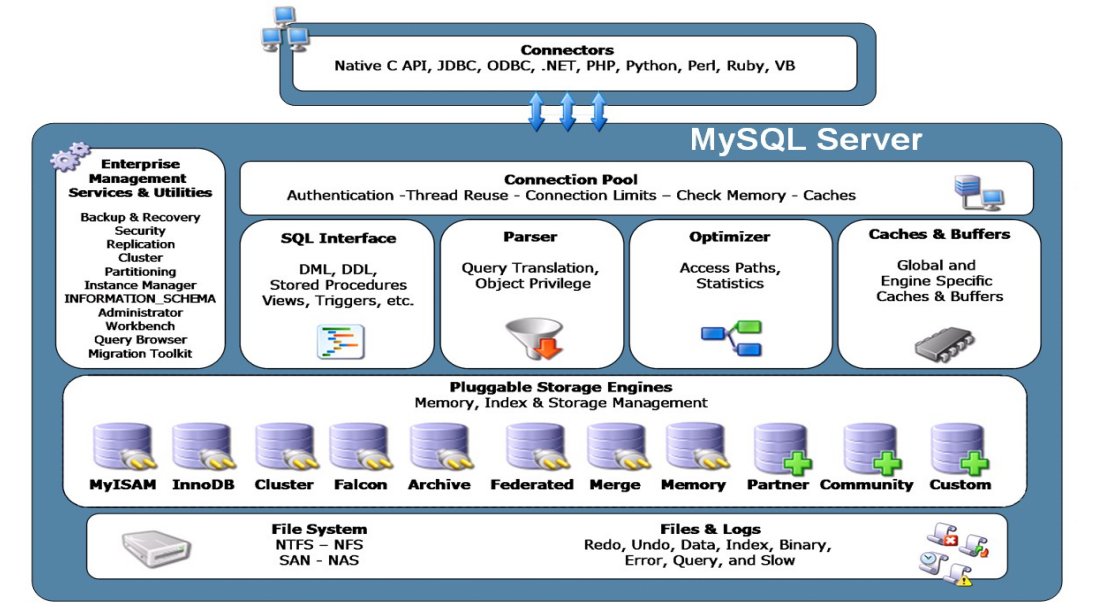 Connectors
Native C API, JDBC, ODBC, .NET, PHP, Python, Perl, Ruby, VB
MySQL Server
Enterprise
Management
Services & Utilities
Backup & Recovery
Security
Replication
Cluster
Partitioning
Instance Manager
INFORMATION_SCHEMA
Administrator
Workbench
Query Browser
Migration Toolkit
Connection Pool
Authentication -Thread Reuse - Connection Limits – Check Memory - Caches
SQL Interface
DML, DDL,
Stored Procedures
Views, Triggers, etc.
Parser
Query Translation,
Object Privilege
Optimizer
Access Paths,
Statistics
Caches & Buffers
Global and
Engine Specific
Caches & Buffers
Pluggable Storage Engines
Memory, Index & Storage Management
MyISAM InnoDB Cluster Falcon Archive Federated Merge Memory Partner Community Custom
File System
NTFS – NFS
SAN - NAS
Files & Logs
Redo, Undo, Data, Index, Binary,
Error, Query, and Slow